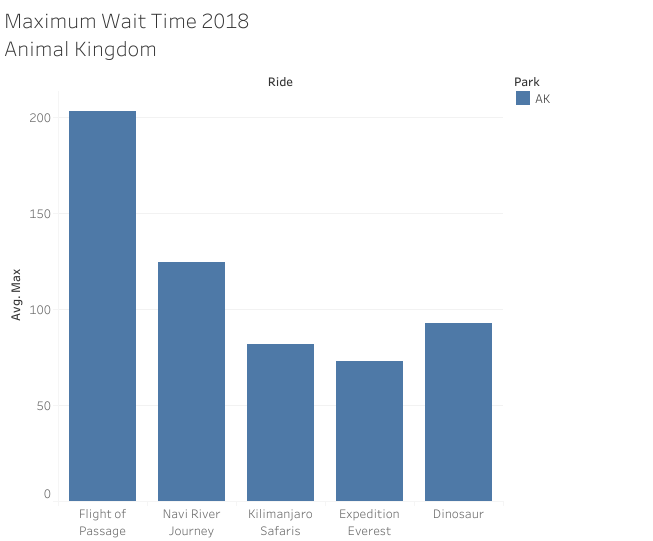 Maximum Wait Time 2018
Animal Kingdom
Ride
Park
AK
Avg. Max
200
150
100
50
0
Flight of
Passage
Navi River
Journey
Kilimanjaro
Safaris
Expedition
Everest
Dinosaur